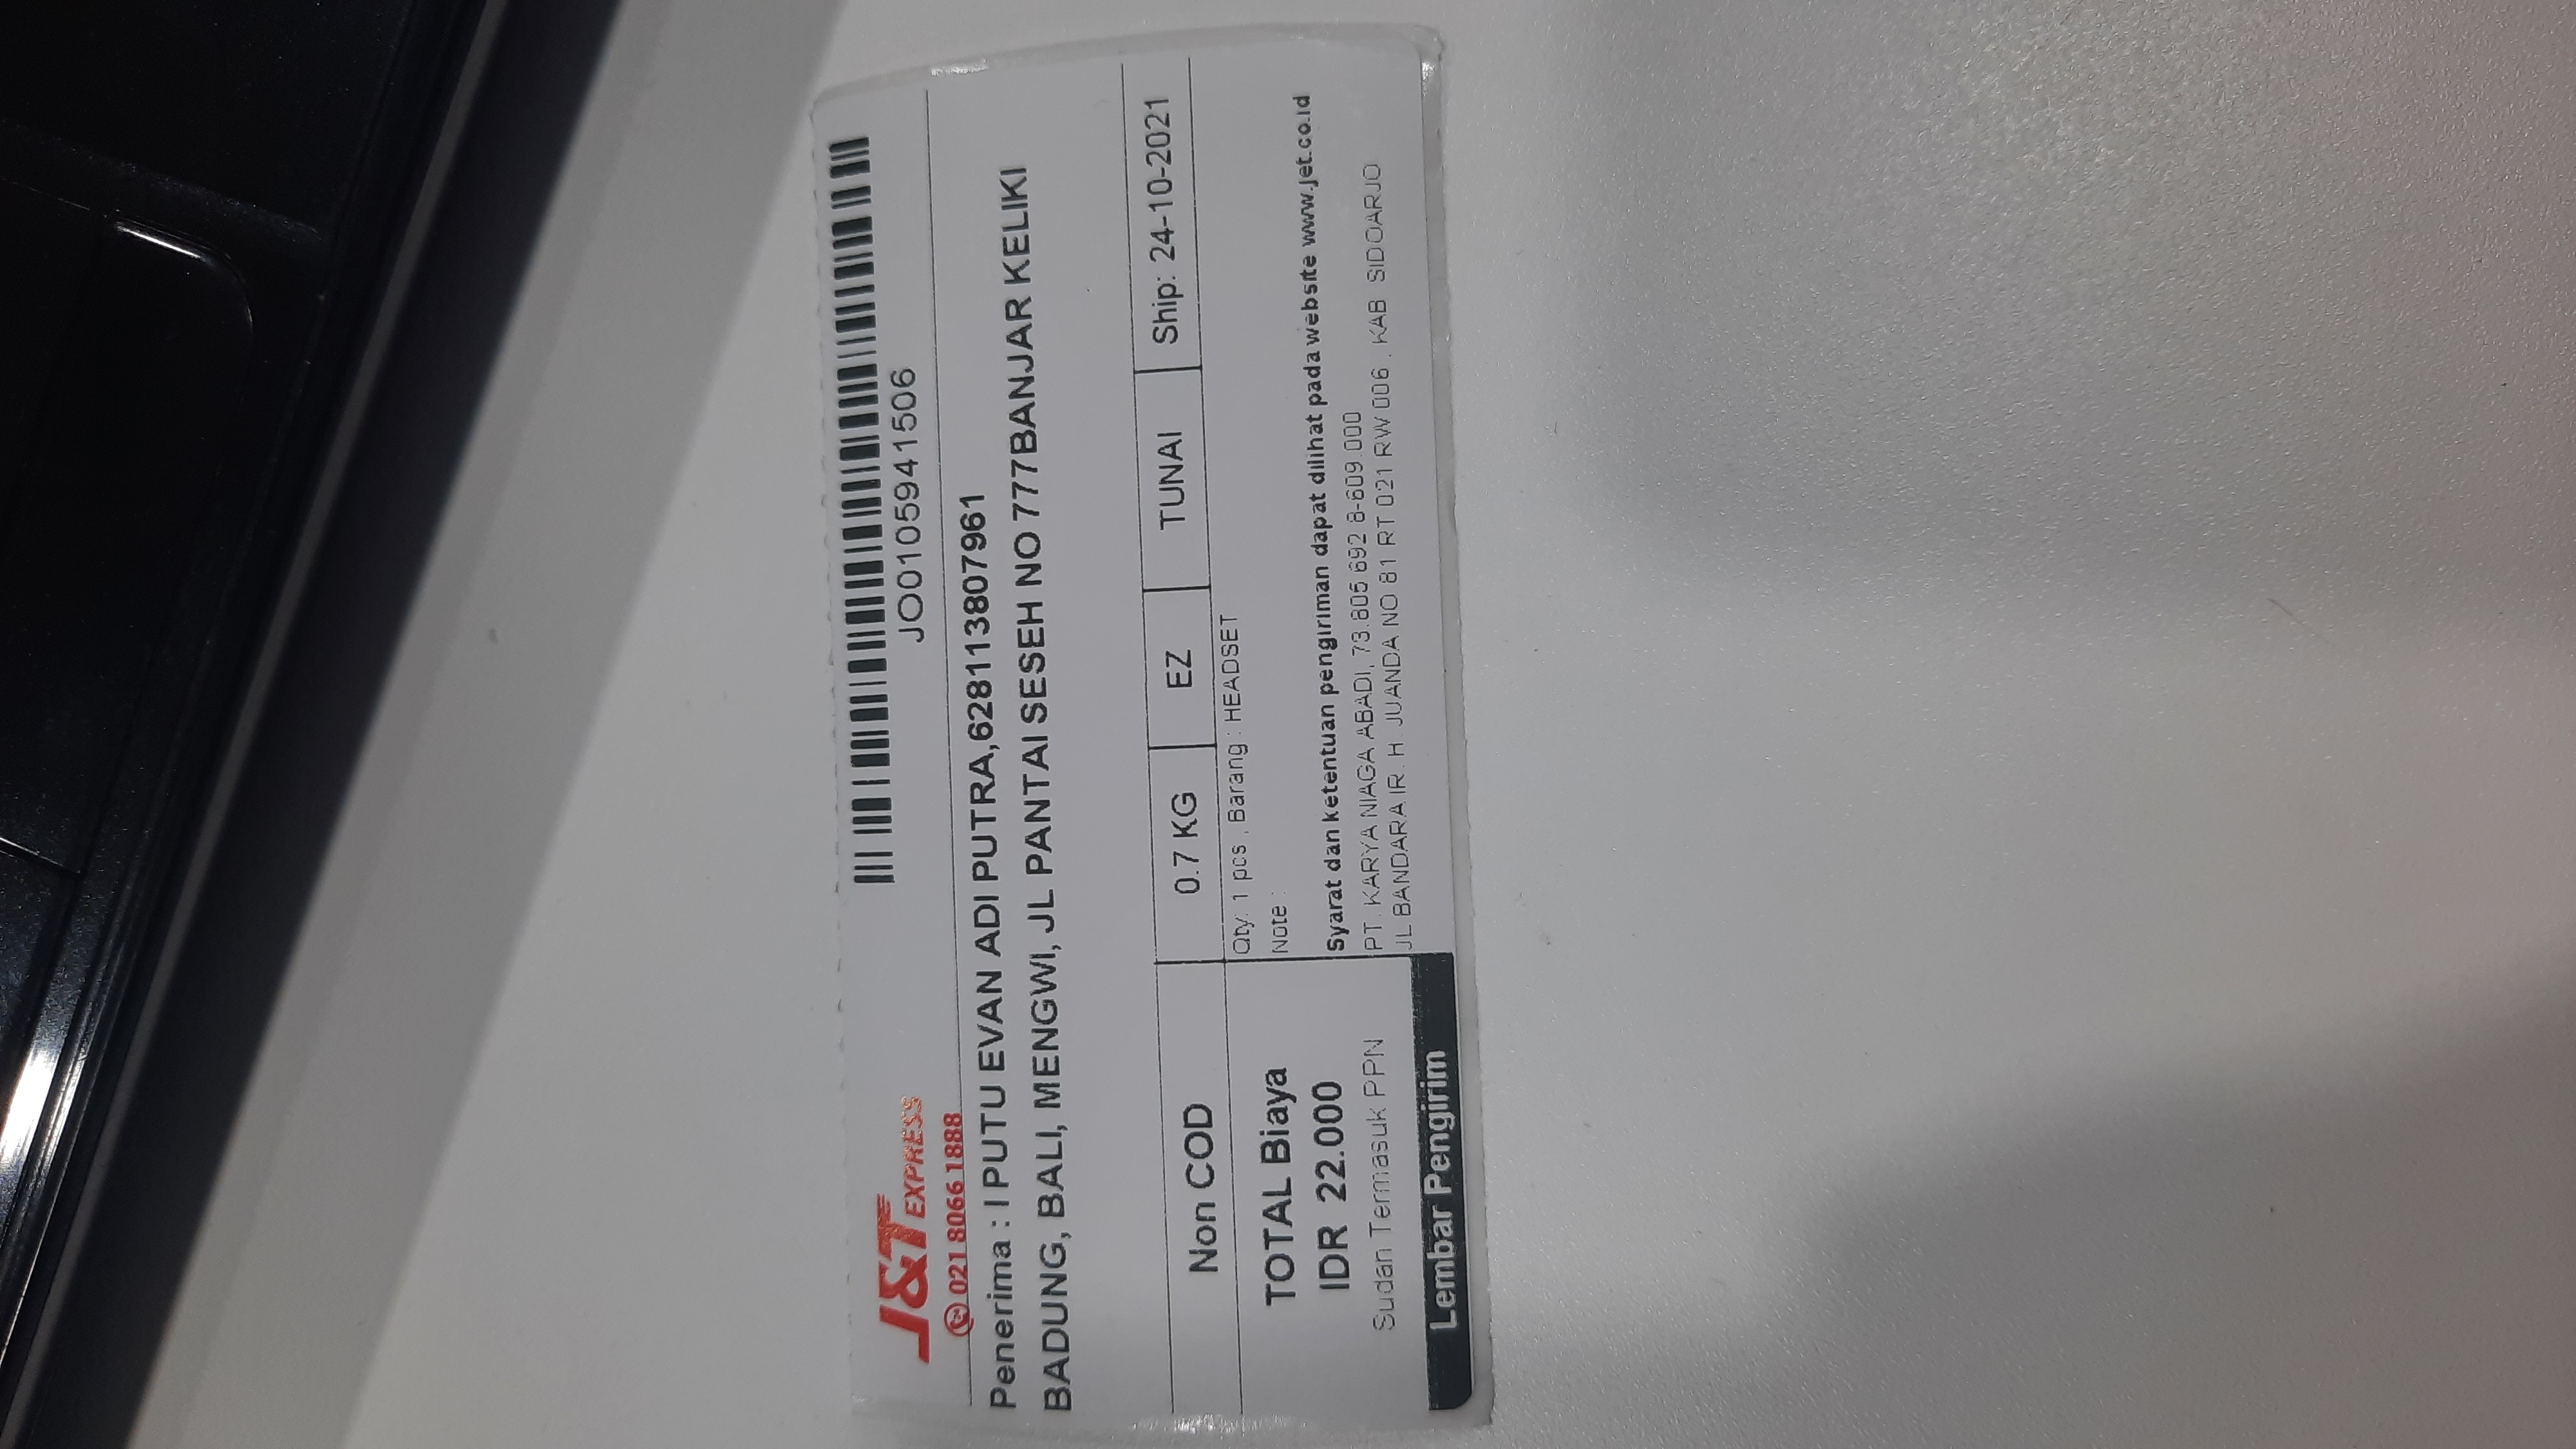 J&T EXPRESS
021 8066 1888
JO0105941506
Penerima : I PUTU EVAN ADI PUTRA,628113807961
BADUNG, BALI, MENGWI, JL PANTAI SESEH NO 777BANJAR KELIKI
Non COD
0.7 KG
EZ
TUNAI
Ship: 24-10-2021
TOTAL Biaya
IDR 22.000
Sudan Termasuk PPN
Lembar Pengirim
Qty: 1 pcs , Barang : HEADSET
Note :
Syarat dan ketentuan pengiriman dapat dilihat pada website www.jet.co.id
PT. KARYA NIAGA ABADI, 73.805.692.8-609.000
JL BANDARA IR. H. JUANDA NO 81 RT 021 RW 006 , KAB. SIDOARJO